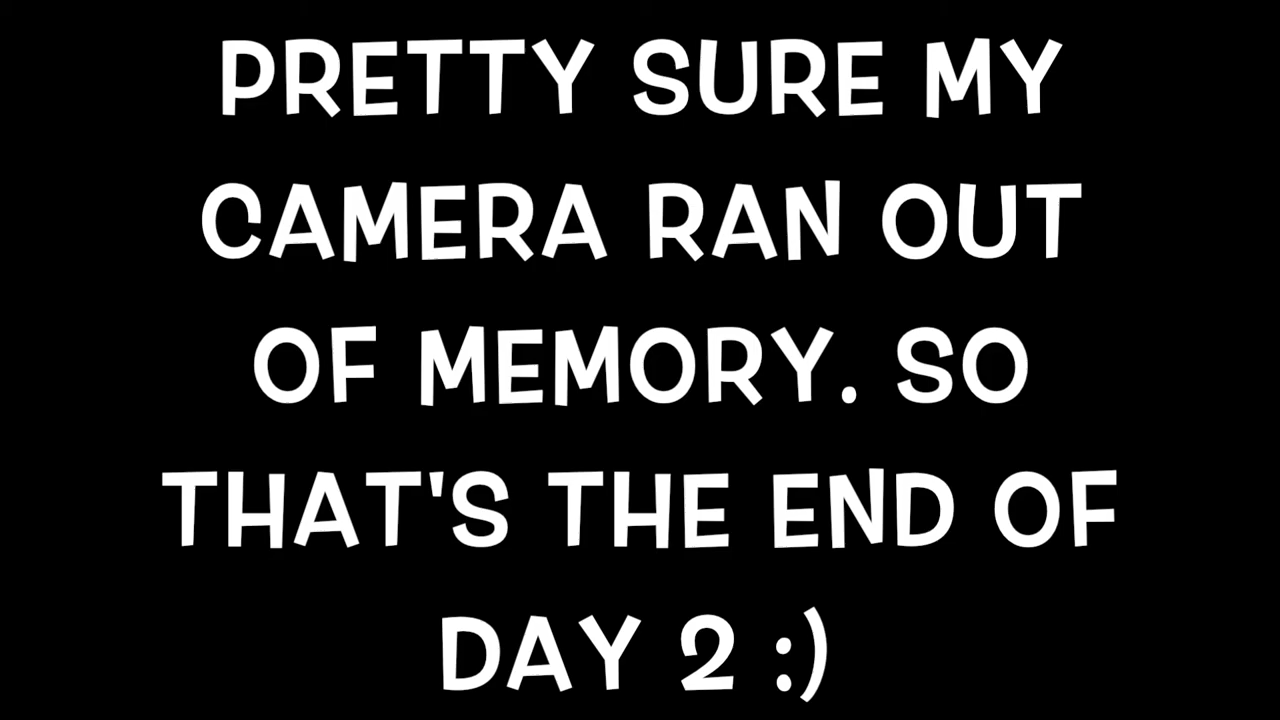 PRETTY SURE MY
CAMERA RAN OUT
OF MEMORY. SO
THAT'S THE END OF
DAY 2 :)